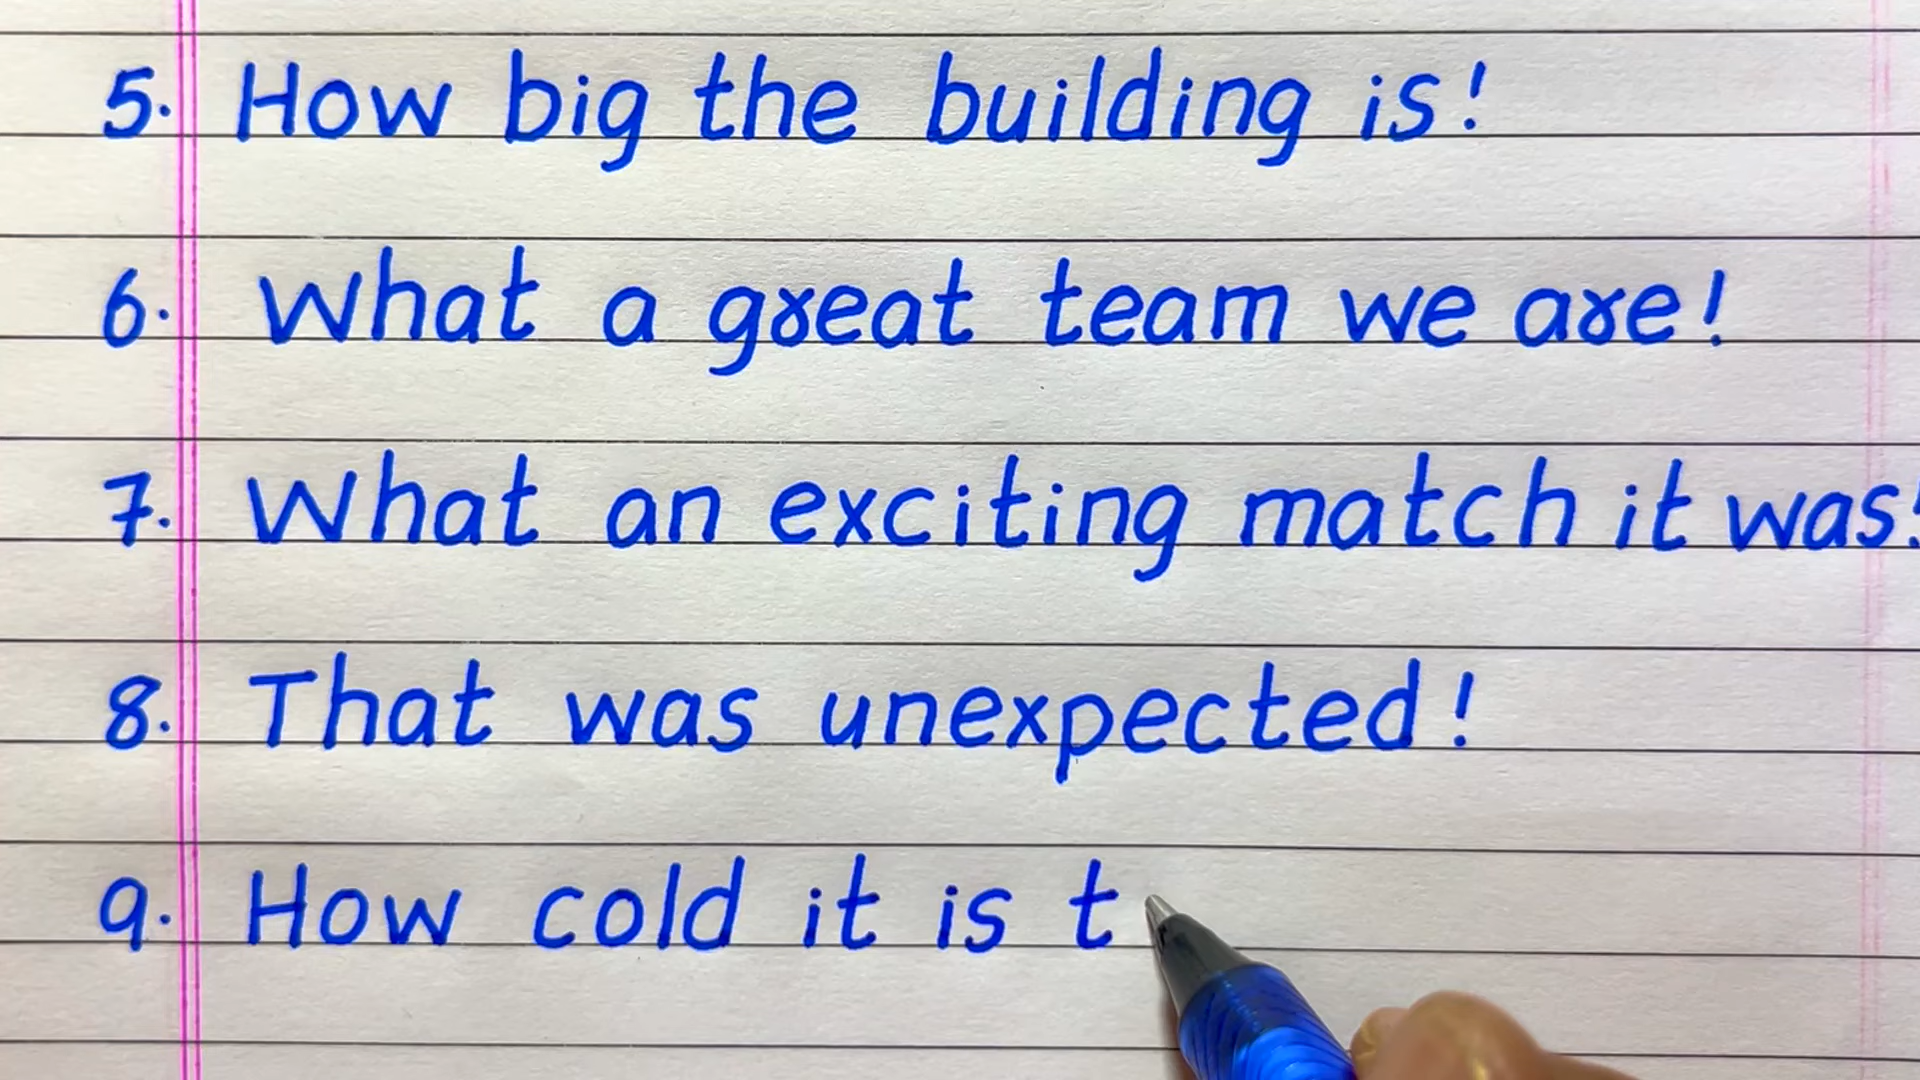 5. How big the building is!
6. What a great team we are!
7. What an exciting match it was!
8. That was unexpected!
9. How cold it is t